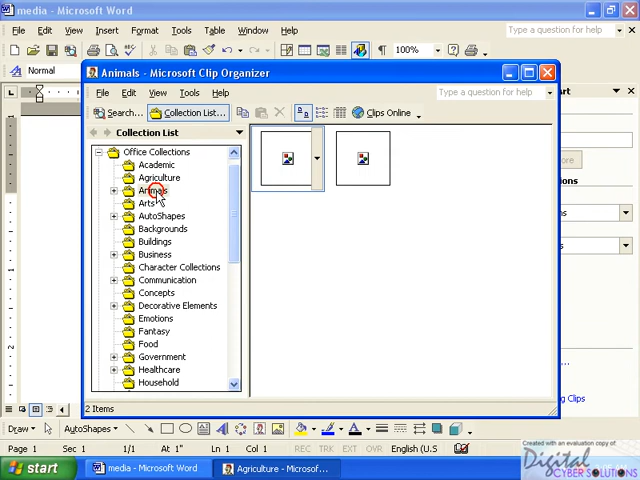 media - Microsoft Word
File Edit View Insert Format Tools Table Window Help Type a question for help
100%
Normal
Animals - Microsoft Clip Organizer
File Edit View Tools Help Type a question for help
Search... Collection List... Clips Online
Collection List
Office Collections
Academic
Agriculture
Animals
Arts
AutoShapes
Backgrounds
Buildings
Business
Character Collections
Communication
Concepts
Decorative Elements
Emotions
Fantasy
Food
Government
Healthcare
Household
2 Items
Draw AutoShapes
Page 1 Sec 1 1/1 At 1" Ln 1 Col 1 REC TRK EXT OVR English (U.S
start media - Microsoft Word Agriculture - Microsof...
Created with an evaluation copy of
Digital
CYBER SOLUTIONS